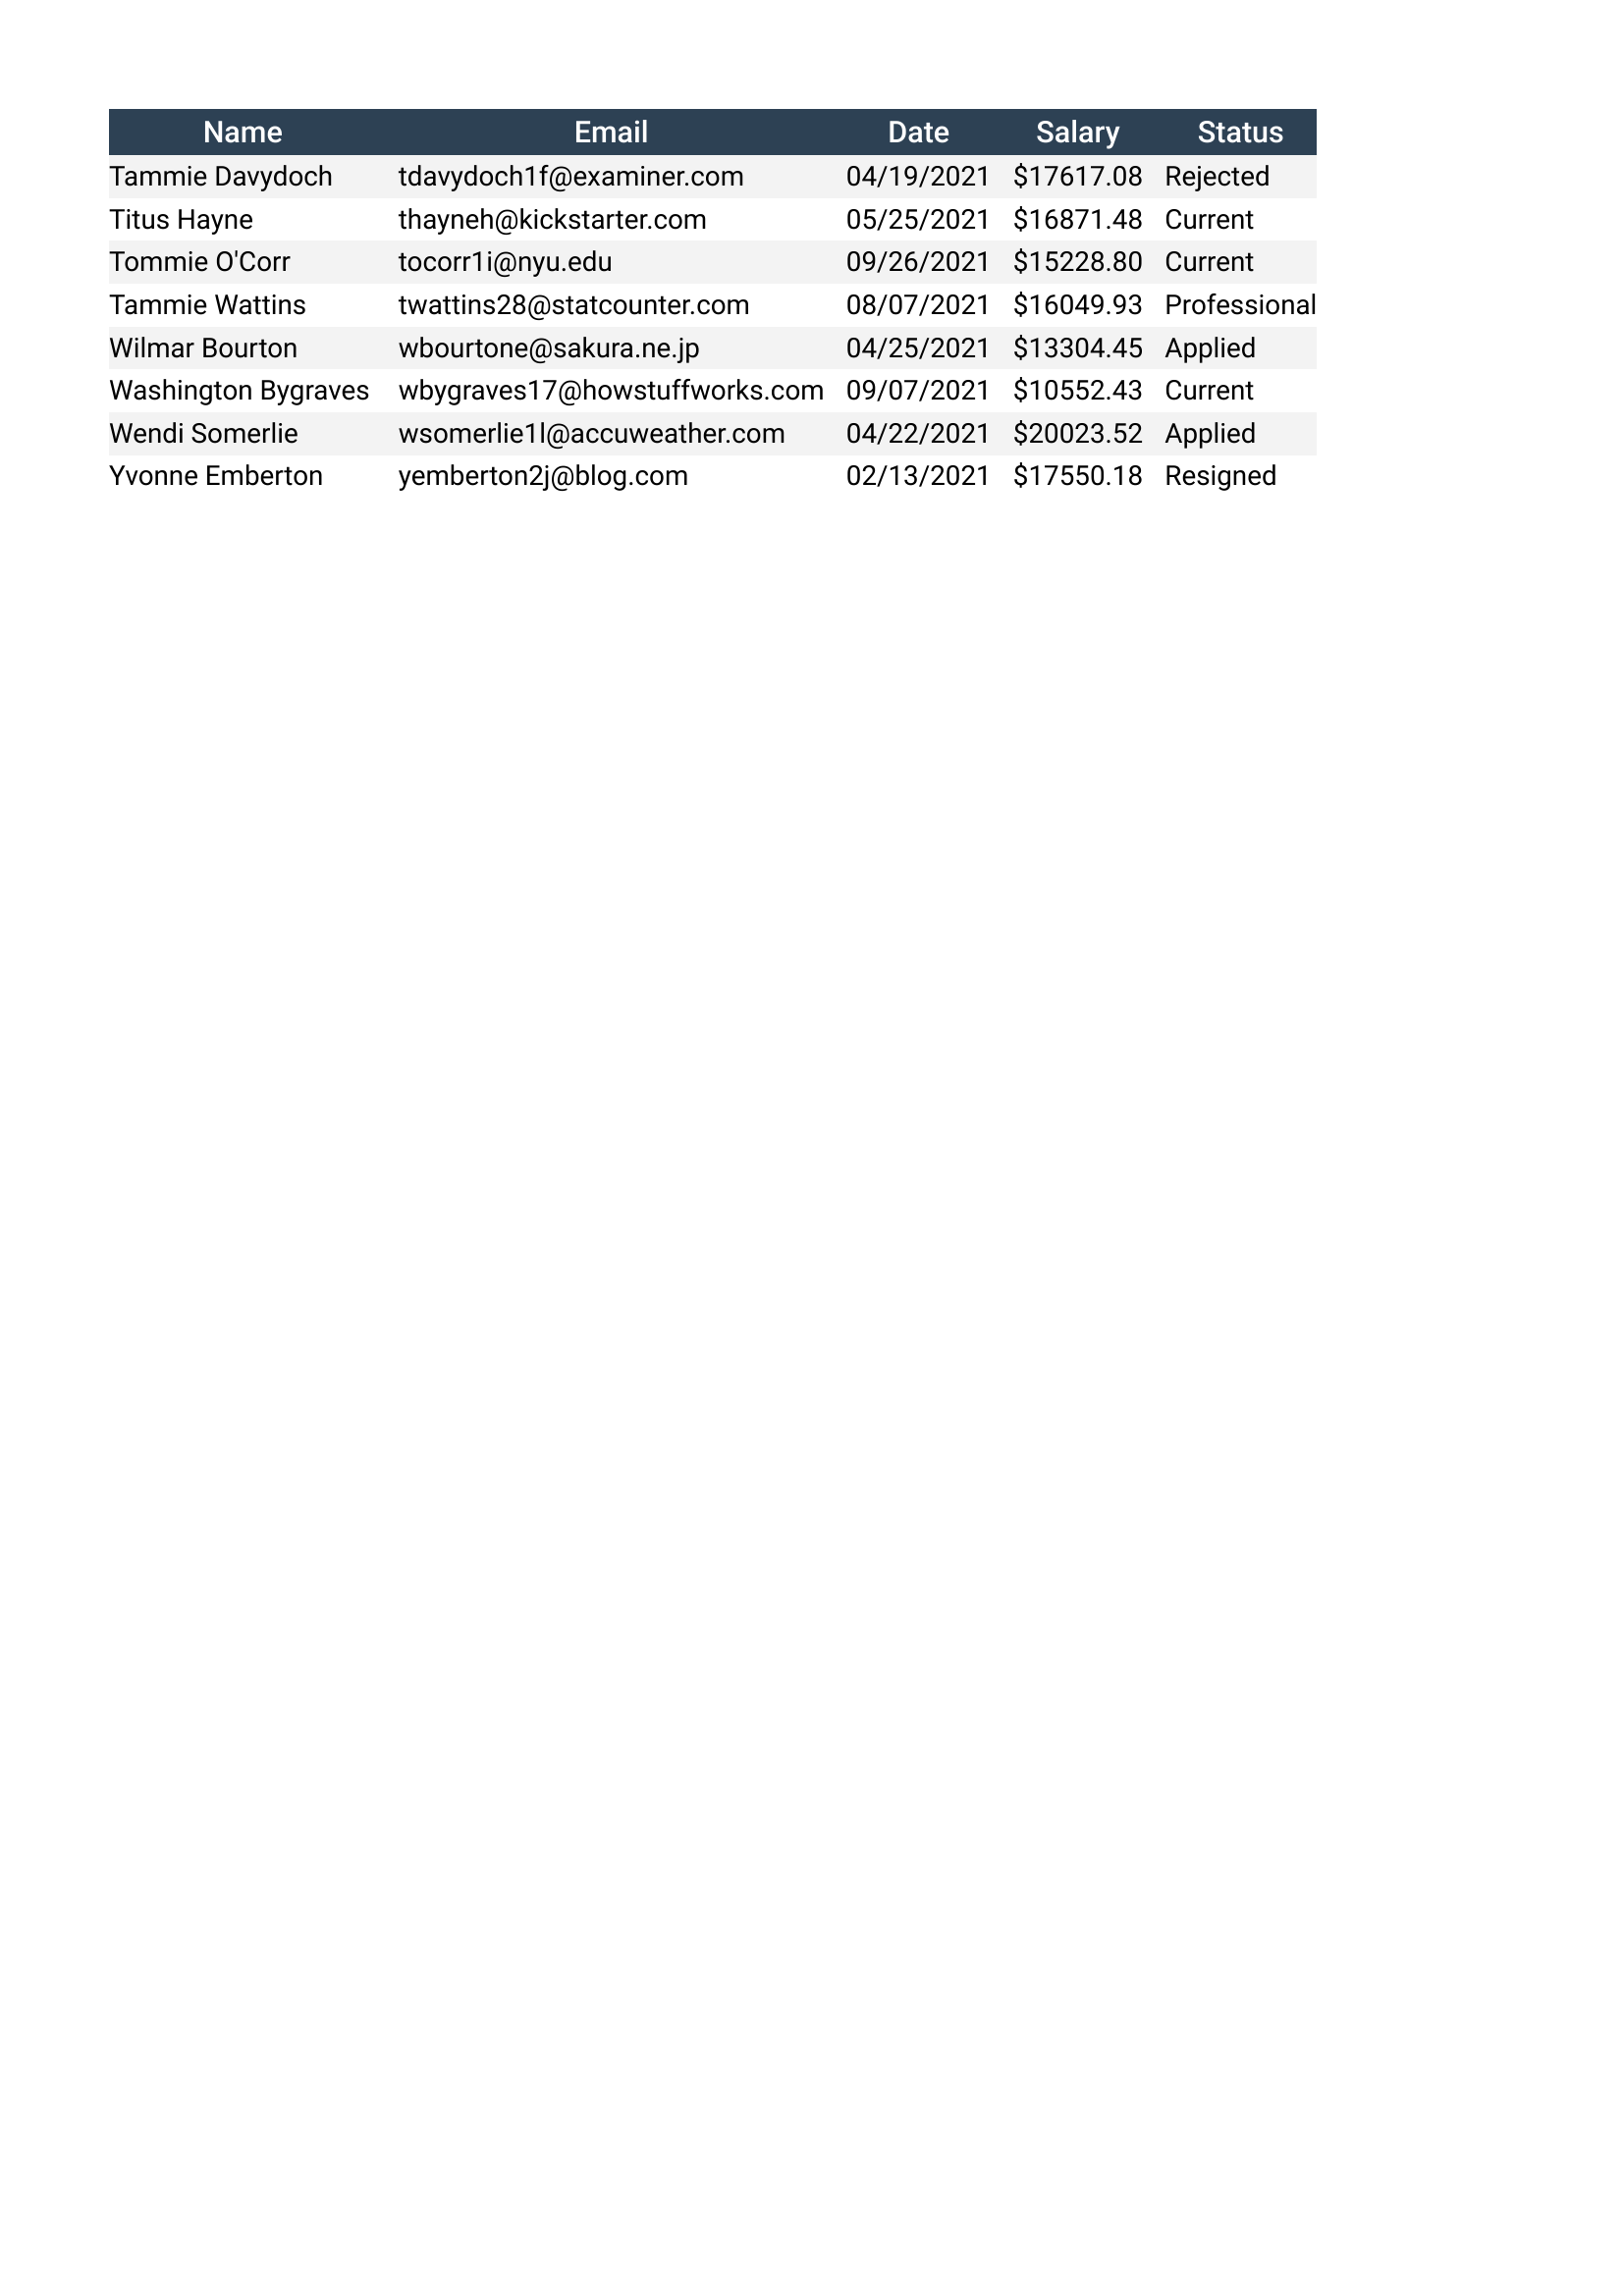 Name Email Date Salary Status
Tammie Davydoch tdavydoch1f@examiner.com 04/19/2021 $17617.08 Rejected
Titus Hayne thayneh@kickstarter.com 05/25/2021 $16871.48 Current
Tommie O'Corr tocorr1i@nyu.edu 09/26/2021 $15228.80 Current
Tammie Wattins twattins28@statcounter.com 08/07/2021 $16049.93 Professional
Wilmar Bourton wbourtone@sakura.ne.jp 04/25/2021 $13304.45 Applied
Washington Bygraves wbygraves17@howstuffworks.com 09/07/2021 $10552.43 Current
Wendi Somerlie wsomerlie1l@accuweather.com 04/22/2021 $20023.52 Applied
Yvonne Emberton yemberton2j@blog.com 02/13/2021 $17550.18 Resigned